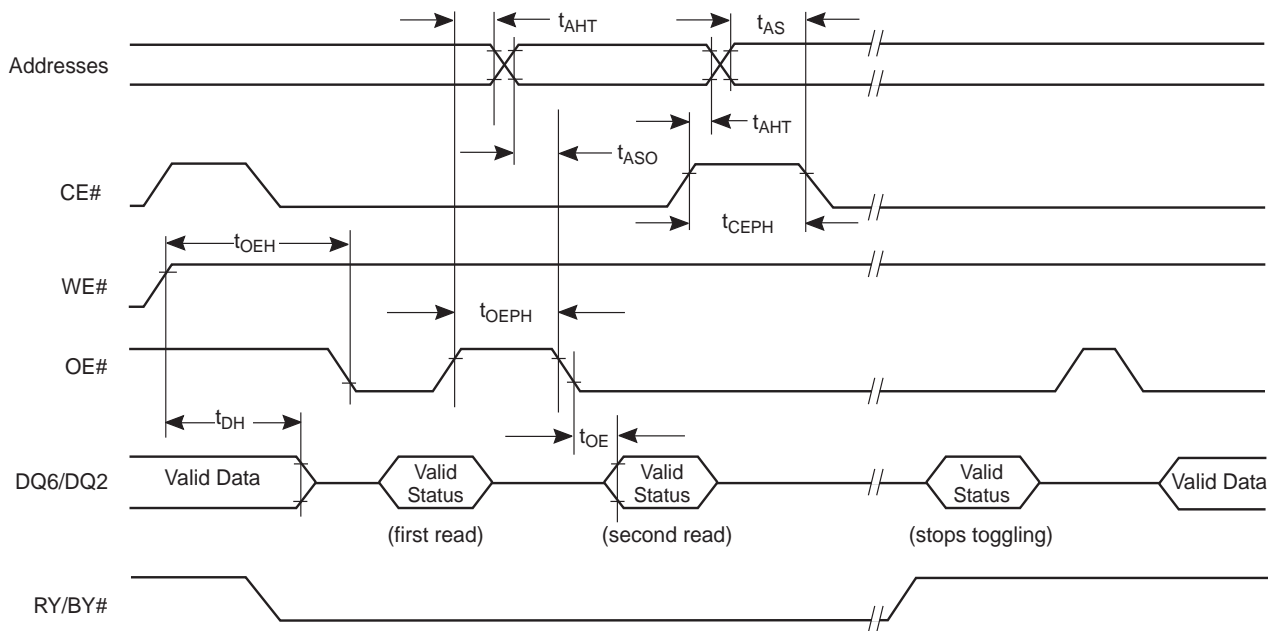 tAHT
tAS
Addresses
tAHT
tASO
CE#
tCEPH
tOEH
WE#
tOEPH
OE#
tDH
tOE
DQ6/DQ2
Valid Data
Valid
Status
Valid
Status
Valid
Status
Valid Data
(first read)
(second read)
(stops toggling)
RY/BY#